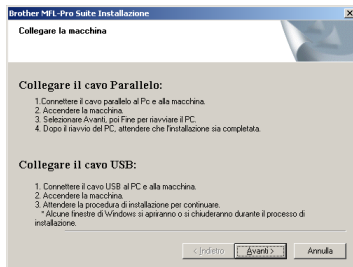 Brother MFL-Pro Suite Installazione
Collegare la macchina
Collegare il cavo Parallelo:
1.Connettere il cavo parallelo al Pc e alla macchina.
2. Accendere la macchina.
3. Selezionare Avanti, poi Fine per riavviare il PC.
4. Dopo il riavvio del PC, attendere che l'installazione sia completata.
Collegare il cavo USB:
1. Connettere il cavo USB al PC e alla macchina.
2. Accendere la macchina.
3. Attendere la procedura di installazione per continuare.
* Alcune finestre di Windows si apriranno o si chiuderanno durante il processo di
installazione.
< Indietro Avanti > Annulla